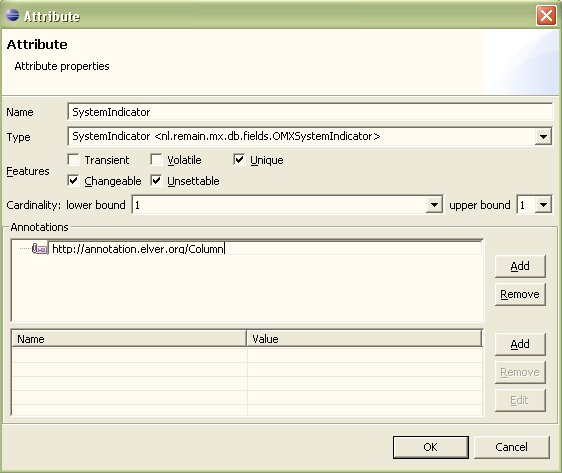 Attribute
Attribute
Attribute properties
Name SystemIndicator
Type SystemIndicator <nl.remain.mx.db.fields.OMXSystemIndicator>
Features Transient Volatile Unique
Changeable Unsettable
Cardinality: lower bound 1 upper bound 1
Annotations
http://annotation.elver.org/Column
Add
Remove
Name Value
Add
Remove
Edit
OK Cancel